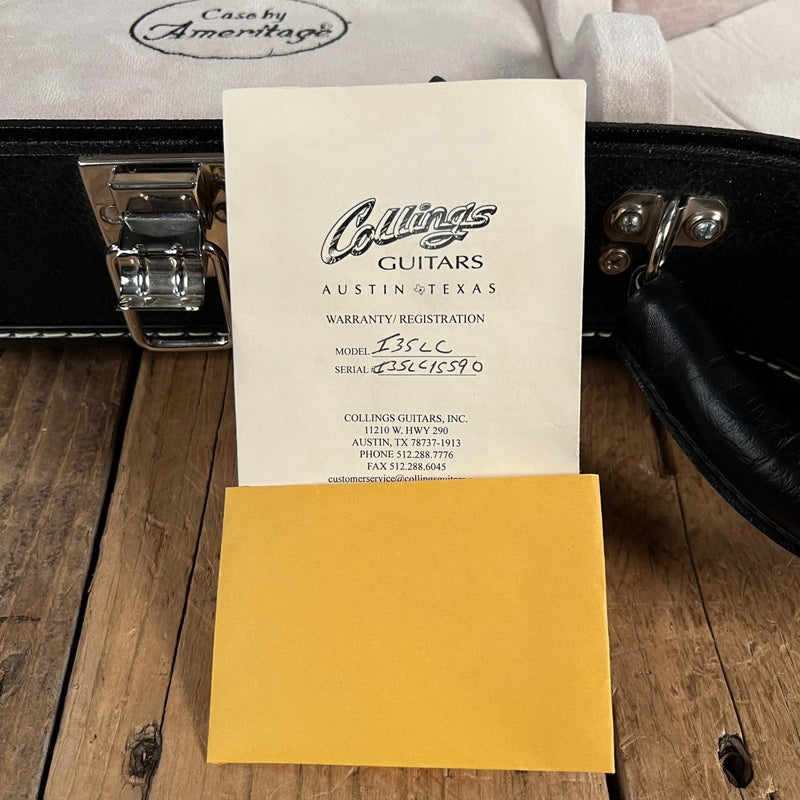 Case by
Ameritage®
Collings
GUITARS
AUSTIN TEXAS
WARRANTY/ REGISTRATION
MODEL I35LC
SERIAL # I35LC15590
COLLINGS GUITARS, INC.
11210 W. HWY 290
AUSTIN, TX 78737-1913
PHONE 512.288.7776
FAX 512.288.6045